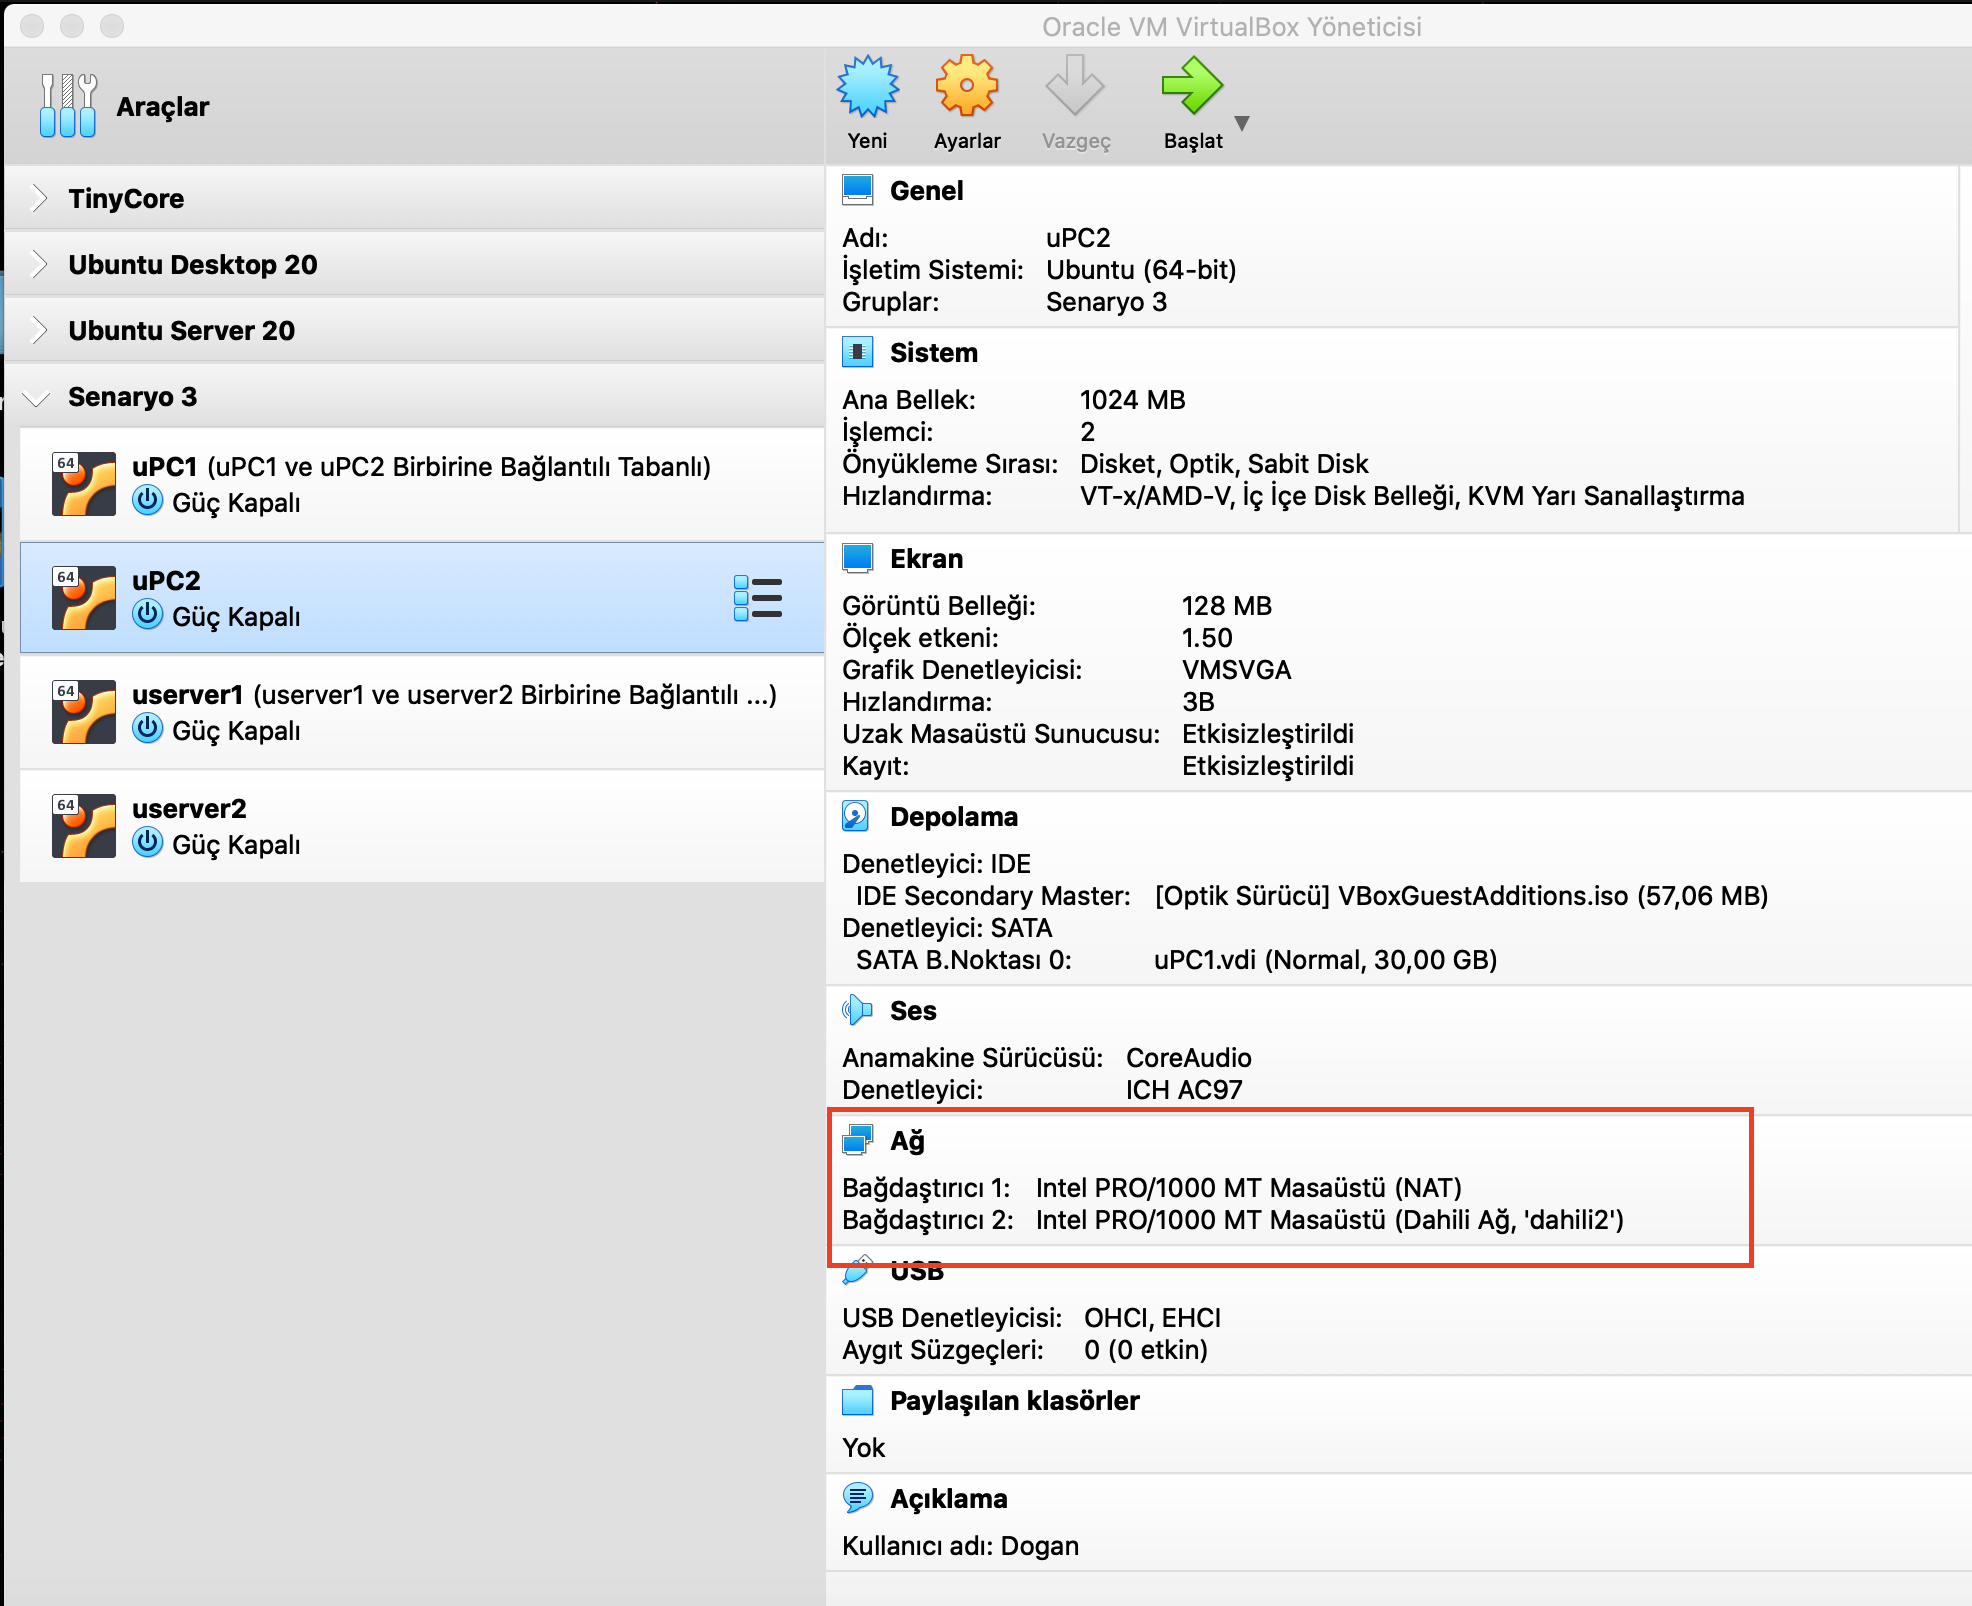 Oracle VM VirtualBox Yöneticisi
Araçlar
Yeni
Ayarlar
Vazgeç
Başlat
TinyCore
Ubuntu Desktop 20
Ubuntu Server 20
Senaryo 3
64
uPC1 (uPC1 ve uPC2 Birbirine Bağlantılı Tabanlı)
Güç Kapalı
64
uPC2
Güç Kapalı
64
userver1 (userver1 ve userver2 Birbirine Bağlantılı ...)
Güç Kapalı
64
userver2
Güç Kapalı
Genel
Adı: uPC2
İşletim Sistemi: Ubuntu (64-bit)
Gruplar: Senaryo 3
Sistem
Ana Bellek: 1024 MB
İşlemci: 2
Önyükleme Sırası: Disket, Optik, Sabit Disk
Hızlandırma: VT-x/AMD-V, İç İçe Disk Belleği, KVM Yarı Sanallaştırma
Ekran
Görüntü Belleği: 128 MB
Ölçek etkeni: 1.50
Grafik Denetleyicisi: VMSVGA
Hızlandırma: 3B
Uzak Masaüstü Sunucusu: Etkisizleştirildi
Kayıt: Etkisizleştirildi
Depolama
Denetleyici: IDE
IDE Secondary Master: [Optik Sürücü] VBoxGuestAdditions.iso (57,06 MB)
Denetleyici: SATA
SATA B.Noktası 0: uPC1.vdi (Normal, 30,00 GB)
Ses
Anamakine Sürücüsü: CoreAudio
Denetleyici: ICH AC97
Ağ
Bağdaştırıcı 1: Intel PRO/1000 MT Masaüstü (NAT)
Bağdaştırıcı 2: Intel PRO/1000 MT Masaüstü (Dahili Ağ, 'dahili2')
USB
USB Denetleyicisi: OHCI, EHCI
Aygıt Süzgeçleri: 0 (0 etkin)
Paylaşılan klasörler
Yok
Açıklama
Kullanıcı adı: Dogan